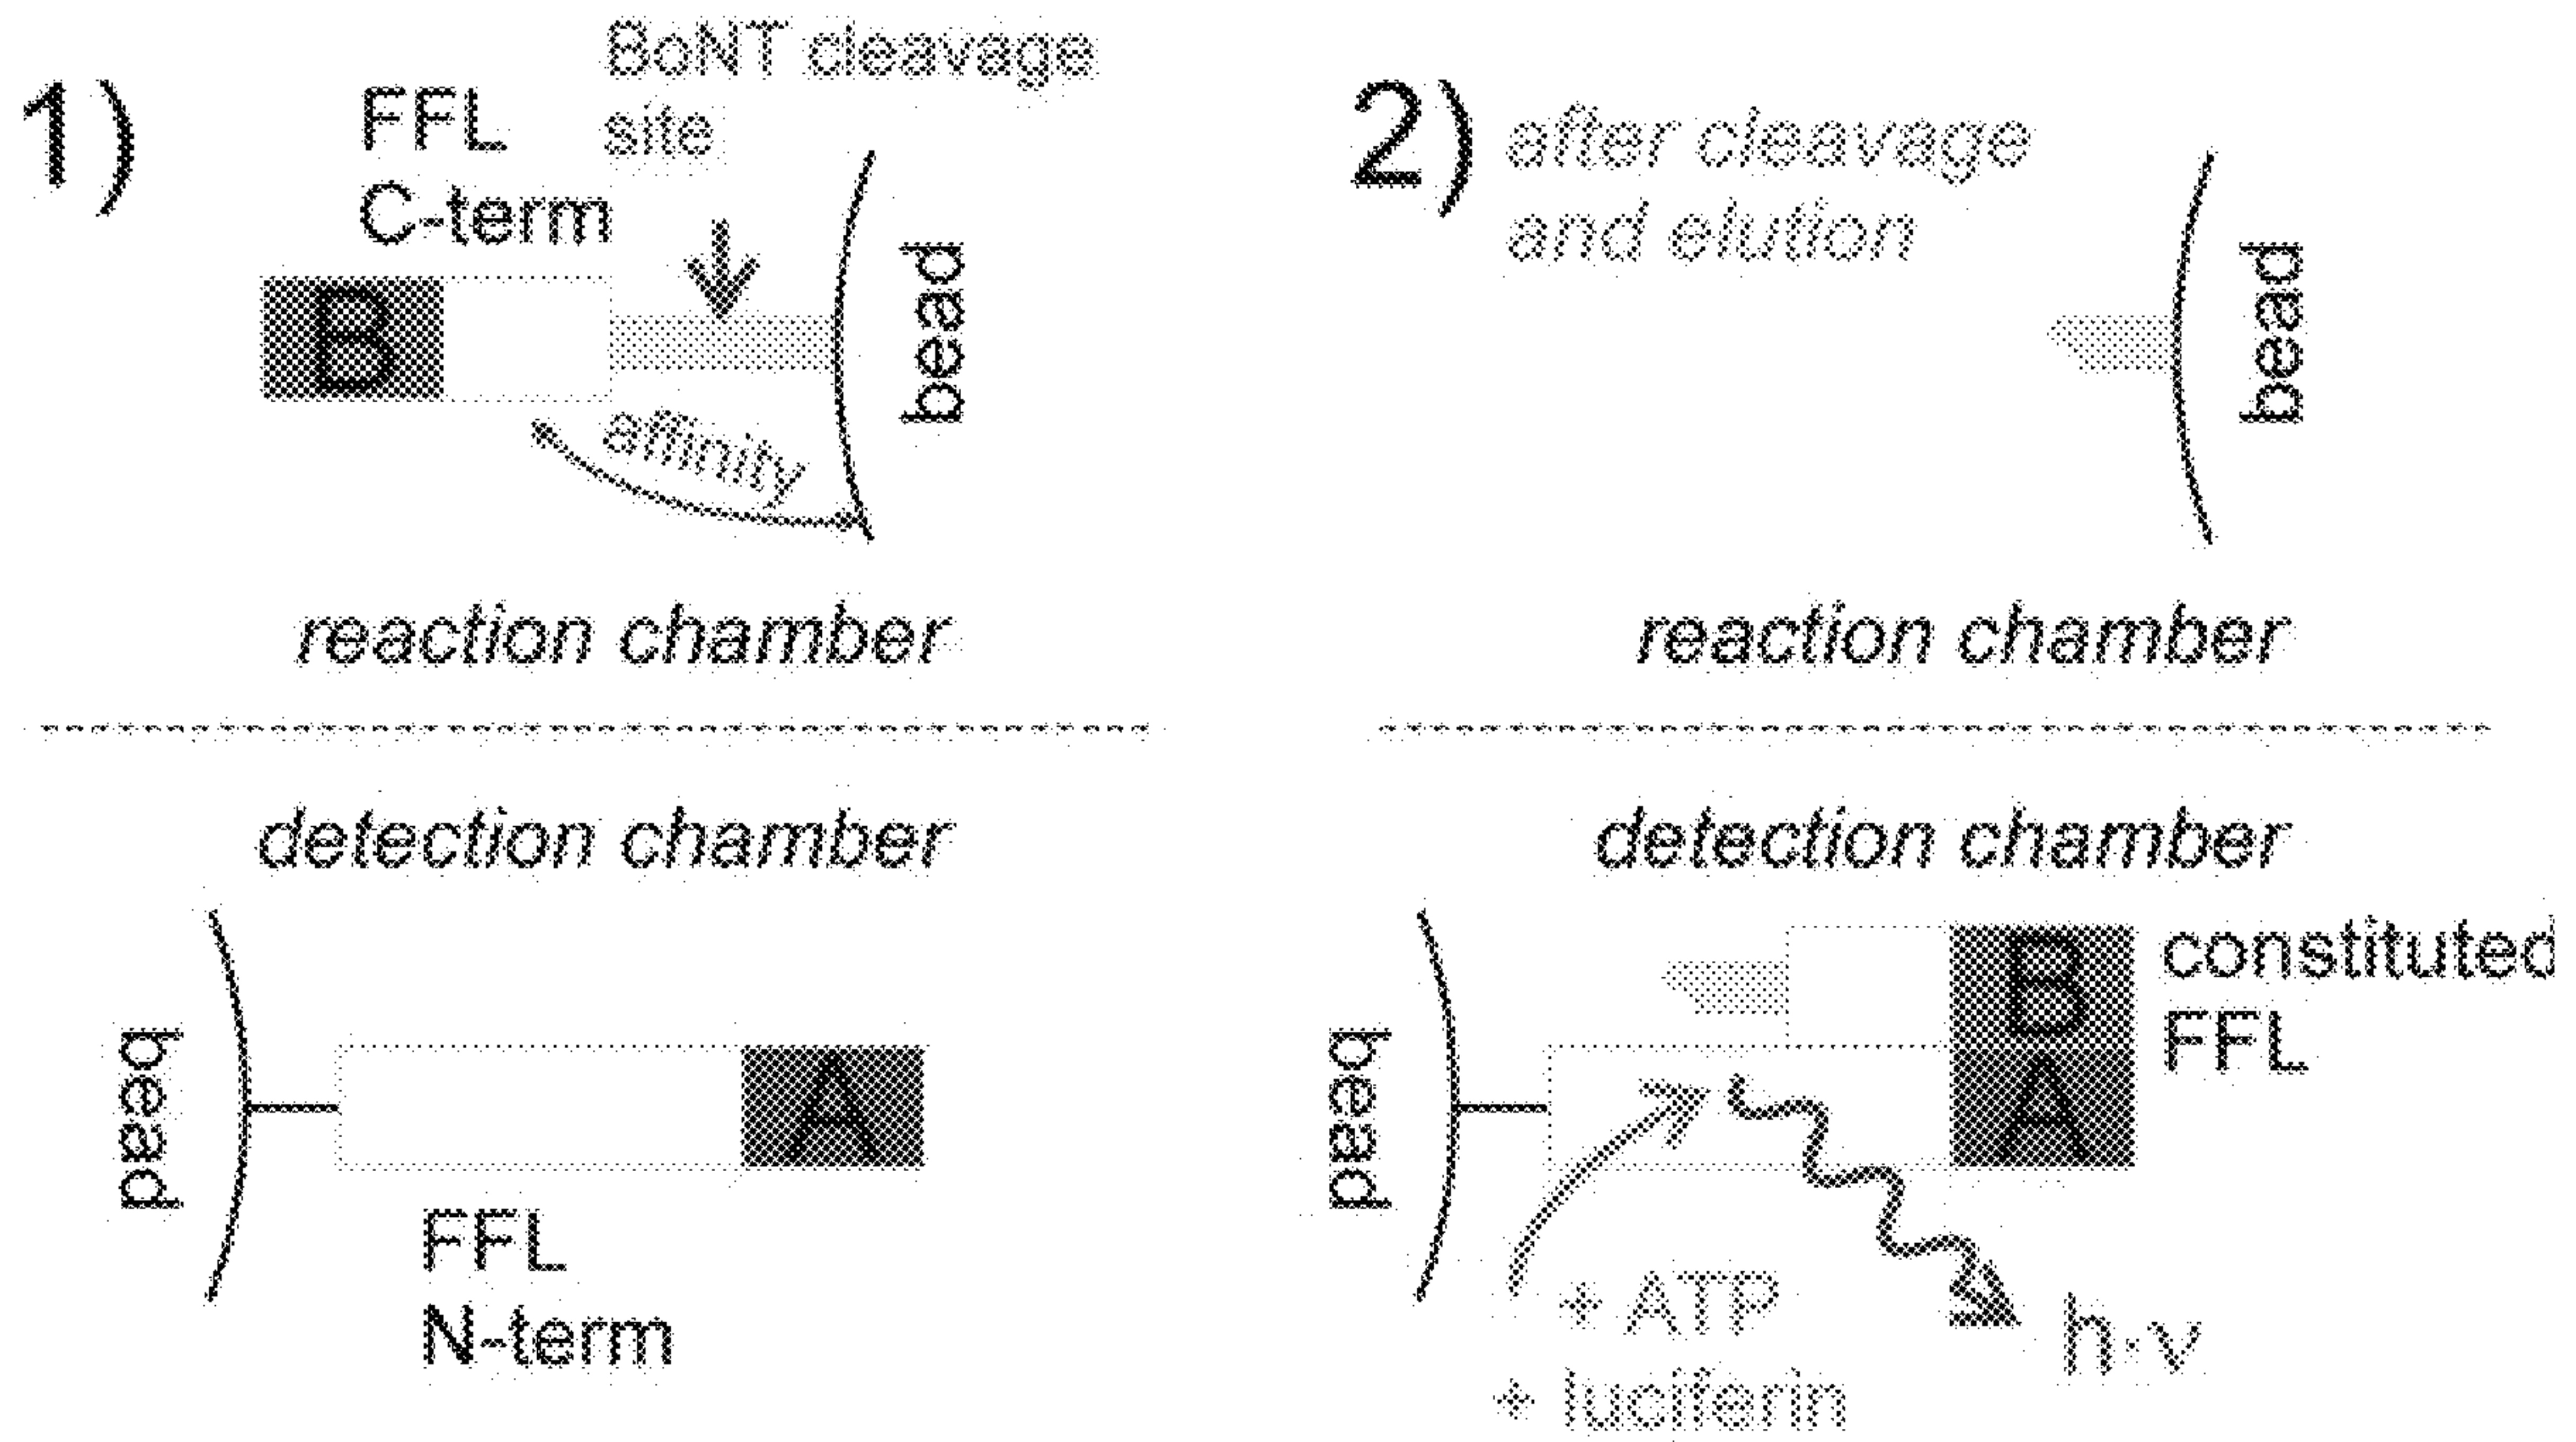 1)
BoNT cleavage
site
FFL
C-term
B
affinity
bead
reaction chamber
detection chamber
bead
A
FFL
N-term
2)
after cleavage
and elution
bead
reaction chamber
detection chamber
bead
B
A
constituted
FFL
+ ATP
+ luciferin
h·ν